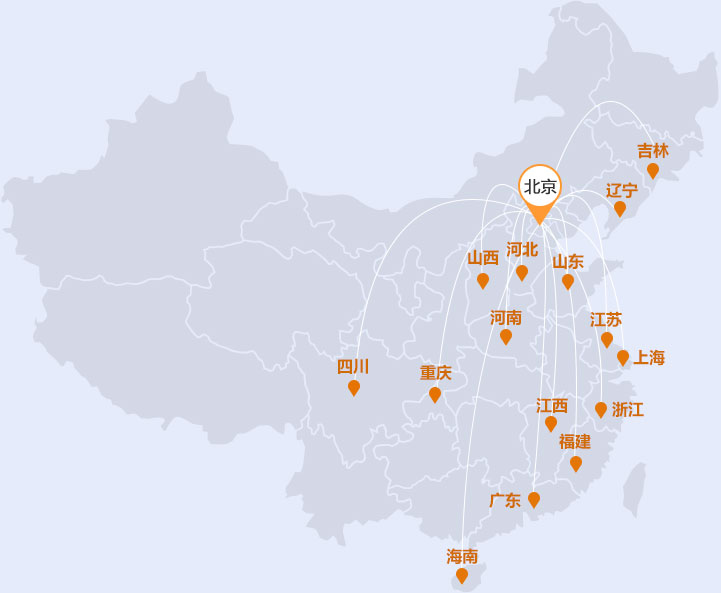 吉林
北京
辽宁
河北
山西
山东
河南
江苏
上海
四川
重庆
江西
浙江
福建
广东
海南